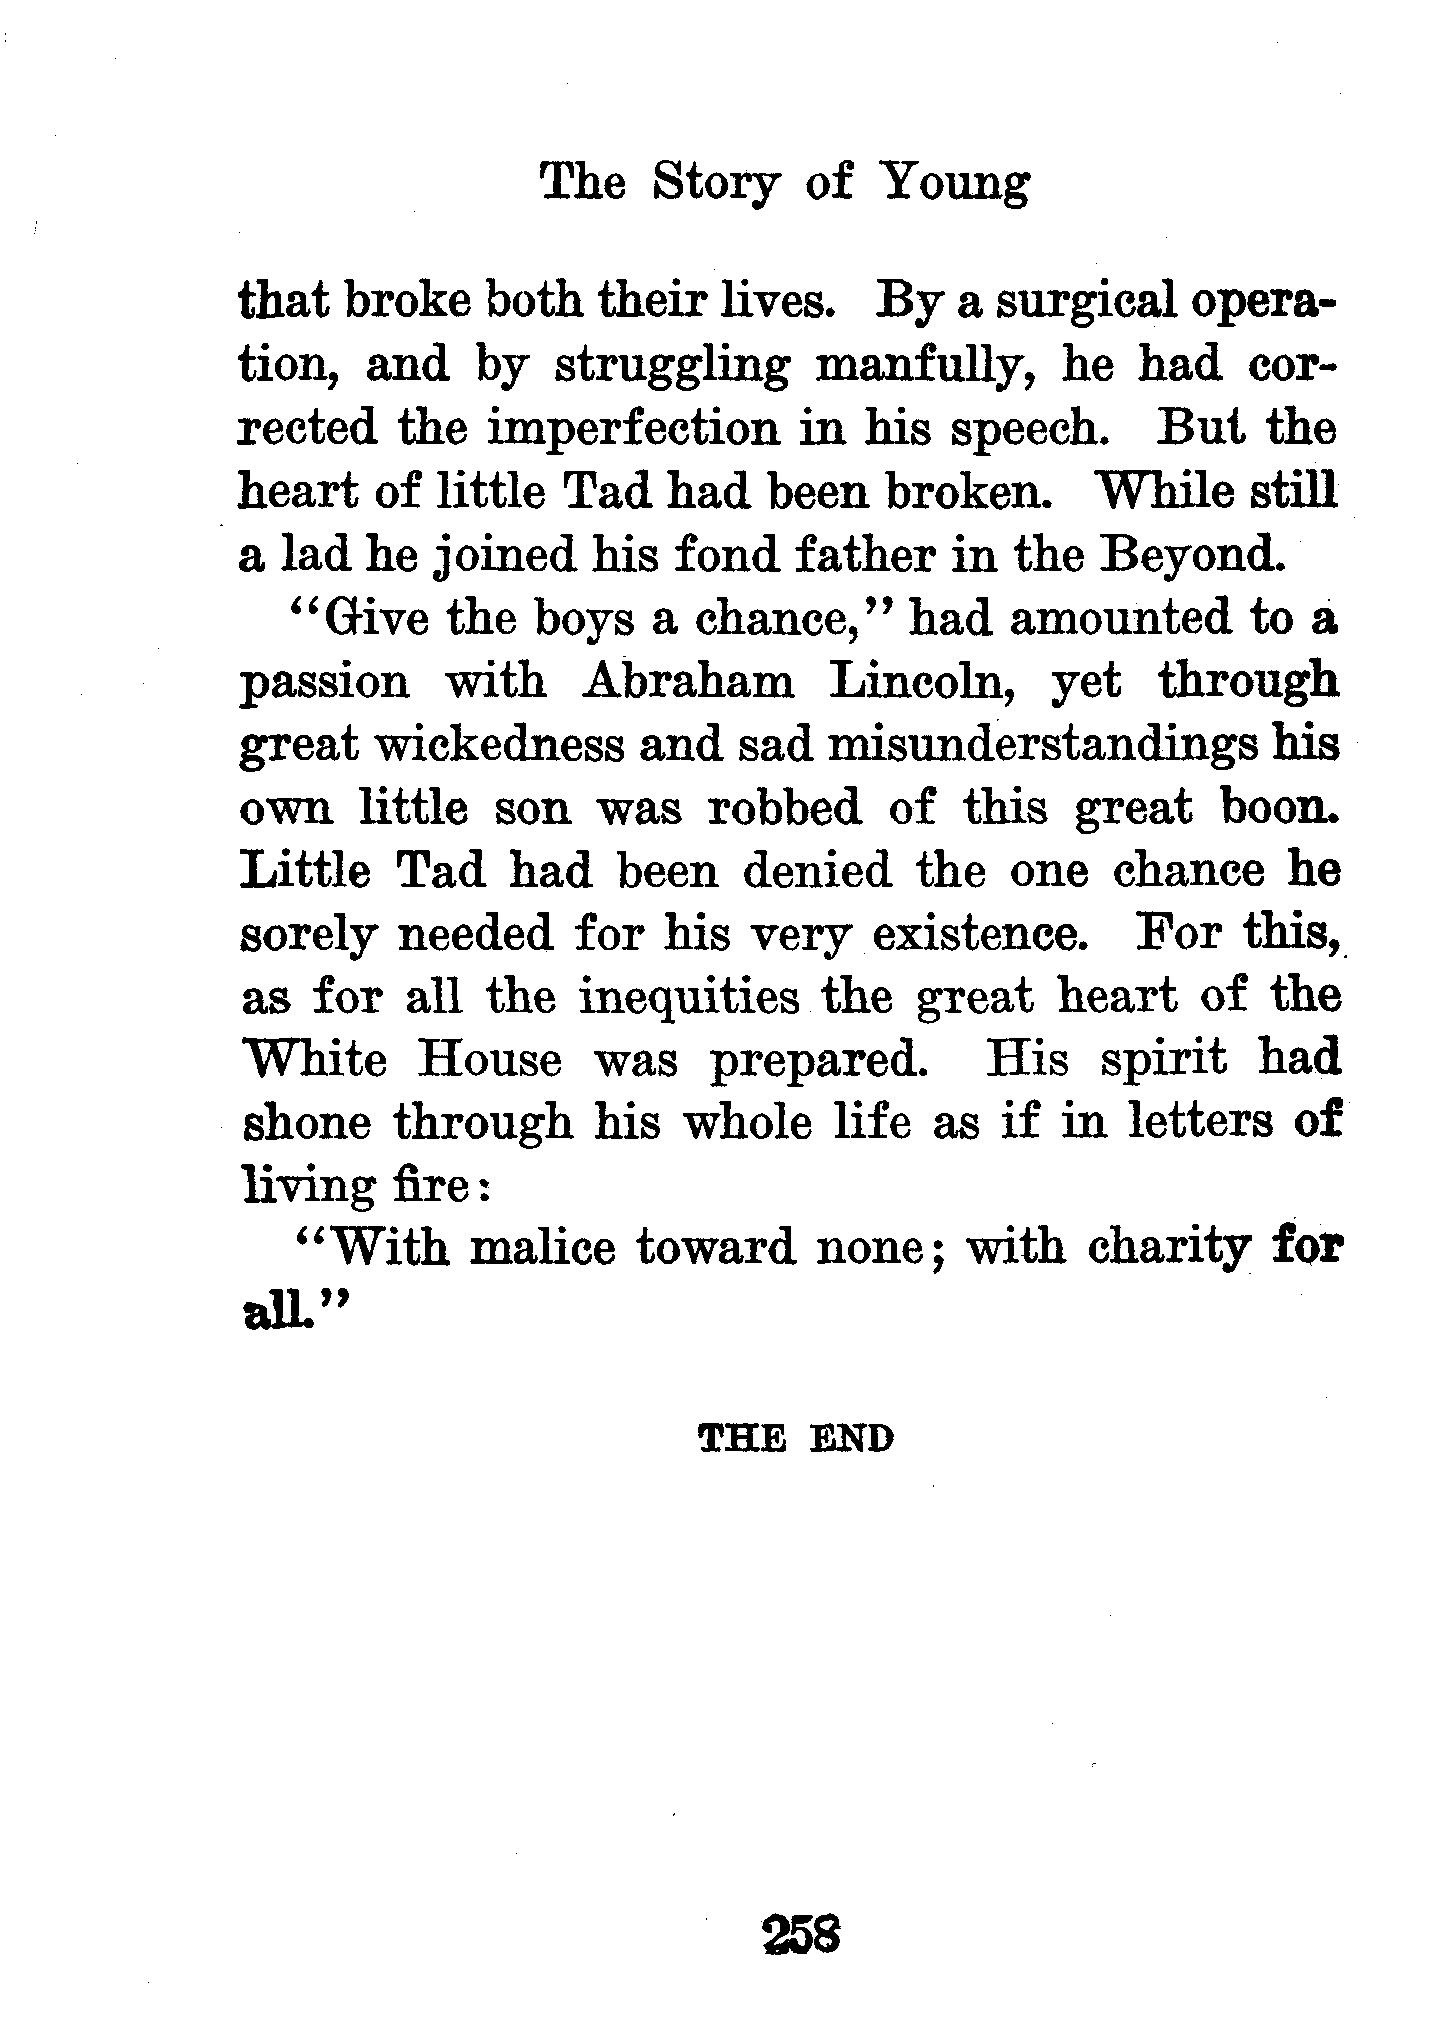 The Story of Young
that broke both their lives. By a surgical opera-
tion, and by struggling manfully, he had cor-
rected the imperfection in his speech. But the
heart of little Tad had been broken. While still
a lad he joined his fond father in the Beyond.
"Give the boys a chance," had amounted to a
passion with Abraham Lincoln, yet through
great wickedness and sad misunderstandings his
own little son was robbed of this great boon.
Little Tad had been denied the one chance he
sorely needed for his very existence. For this,
as for all the inequities the great heart of the
White House was prepared. His spirit had
shone through his whole life as if in letters of
living fire:
"With malice toward none; with charity for
all."
THE END
258